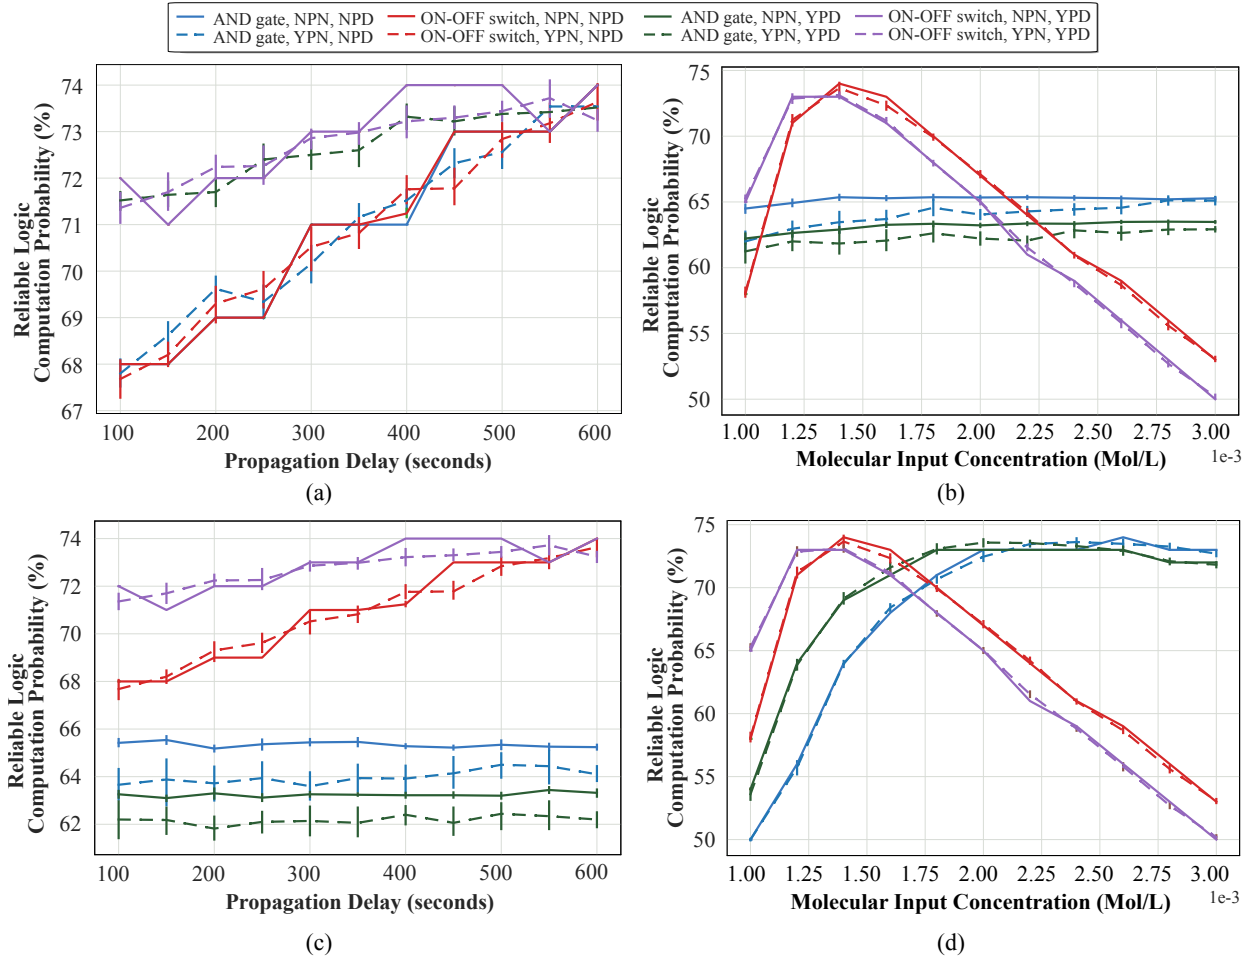 AND gate, NPN, NPD
ON-OFF switch, NPN, NPD
AND gate, NPN, YPD
ON-OFF switch, NPN, YPD
AND gate, YPN, NPD
ON-OFF switch, YPN, NPD
AND gate, YPN, YPD
ON-OFF switch, YPN, YPD
Reliable Logic
Computation Probability (%)
74
73
72
71
70
69
68
67
100
200
300
400
500
600
Propagation Delay (seconds)
(a)
Reliable Logic
Computation Probability (%)
75
70
65
60
55
50
1.00
1.25
1.50
1.75
2.00
2.25
2.50
2.75
3.00
Molecular Input Concentration (Mol/L)
1e-3
(b)
Reliable Logic
Computation Probability (%)
74
72
70
68
66
64
62
100
200
300
400
500
600
Propagation Delay (seconds)
(c)
Reliable Logic
Computation Probability (%)
75
70
65
60
55
50
1.00
1.25
1.50
1.75
2.00
2.25
2.50
2.75
3.00
Molecular Input Concentration (Mol/L)
1e-3
(d)